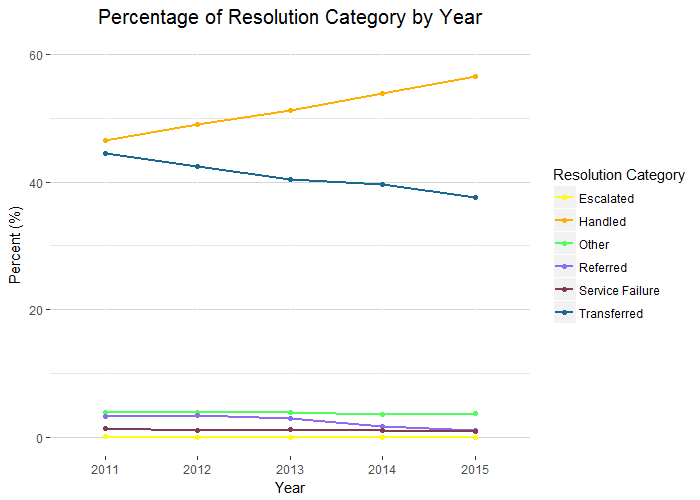 Percentage of Resolution Category by Year
60
40
20
0
Percent (%)
2011 2012 2013 2014 2015
Year
Resolution Category
Escalated
Handled
Other
Referred
Service Failure
Transferred